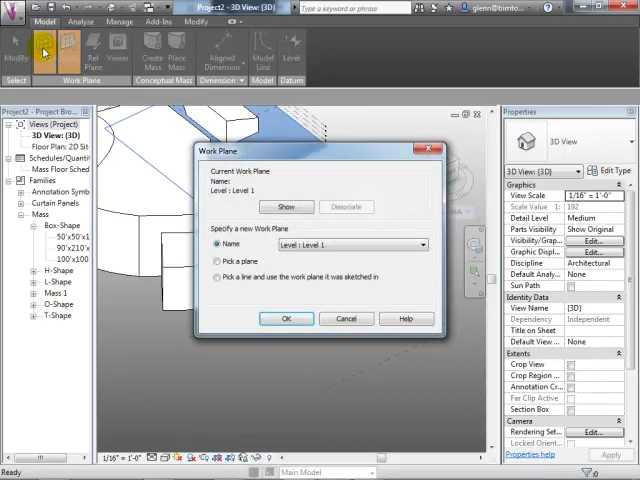 Project2 - 3D View: {3D}
Type a keyword or phrase
glenn@bimto...
Model Analyze Manage Add-Ins Modify
Modify
Ref Plane
Viewer
Create Mass
Place Mass
Aligned Dimension
Model Line
Level
Select Work Plane Conceptual Mass Dimension Model Datum
Project2 - Project Bro...
Views (Project)
3D View: {3D}
Floor Plan: 2D Sit
Schedules/Quantit
Mass Floor Sched
Families
Annotation Symb
Curtain Panels
Mass
Box-Shape
50'x50'x1
90'x210'x
100'x100'
H-Shape
L-Shape
Mass 1
O-Shape
T-Shape
Work Plane
Current Work Plane
Name:
Level : Level 1
Show Dissociate
Specify a new Work Plane
Name Level : Level 1
Pick a plane
Pick a line and use the work plane it was sketched in
OK Cancel Help
Properties
3D View
3D View: {3D} Edit Type
Graphics
View Scale 1/16" = 1'-0"
Scale Value 1: 192
Detail Level Medium
Parts Visibility Show Original
Visibility/Grap... Edit...
Graphic Displ... Edit...
Discipline Architectural
Default Analy... None
Sun Path
Identity Data
View Name {3D}
Dependency Independent
Title on Sheet
Default View ... None
Extents
Crop View
Crop Region ...
Annotation Cr...
Far Clip Active
Section Box
Camera
Rendering Set... Edit...
Locked Orient...
Properties help Apply
1/16" = 1'-0"
Ready
Main Model
:0